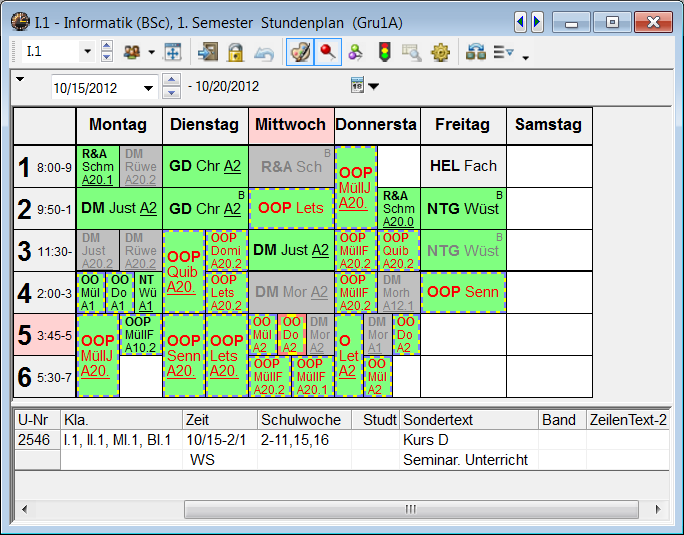 I.1 - Informatik (BSc), 1. Semester Stundenplan (Gru1A)
I.1
10/15/2012 - 10/20/2012
Montag Dienstag Mittwoch Donnersta Freitag Samstag
1 8:00-9
R&A Schm A20.1
DM Rüwe A20.2
GD Chr A2
R&A Sch B
OOP MüllJ A20.
HEL Fach
2 9:50-1
DM Just A2
GD Chr A2 B
OOP Lets
R&A Schm A20.0
NTG Wüst B
3 11:30-
DM Just A20.2
DM Rüwe A20.2
OOP Quib A20.
OOP Domi A20.2
DM Just A2
OOP MüllF A20.2
OOP Quib A20.2
NTG Wüst B
4 2:00-3
OO Mül A1
OO Do A1
NT Wü A1
OOP Lets A20.2
DM Mor A2
OOP MüllF A20.2
DM Morh A12.1
OOP Senn
5 3:45-5
OOP MüllJ A20.
OOP MüllF A10.2
OOP Senn A20.
OOP Lets A20.
OO Mül A2
OO Do A2
DM Mor A2
O Let A2
DM Mor A1
OO Do A2
6 5:30-7
OOP MüllF A20.2
OOP MüllF A20.1
OO Mül A2
U-Nr Kla. Zeit Schulwoche Studt Sondertext Band ZeilenText-2
2546 I.1, II.1, MI.1, BI.1 10/15-2/1 2-11,15,16 Kurs D
WS Seminar. Unterricht